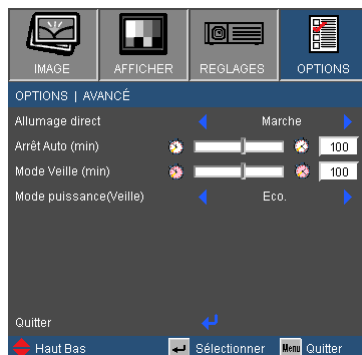 IMAGE AFFICHER REGLAGES OPTIONS
OPTIONS | AVANCÉ
Allumage direct Marche
Arrêt Auto (min) 100
Mode Veille (min) 100
Mode puissance(Veille) Eco.
Quitter
Haut Bas Sélectionner Menu Quitter